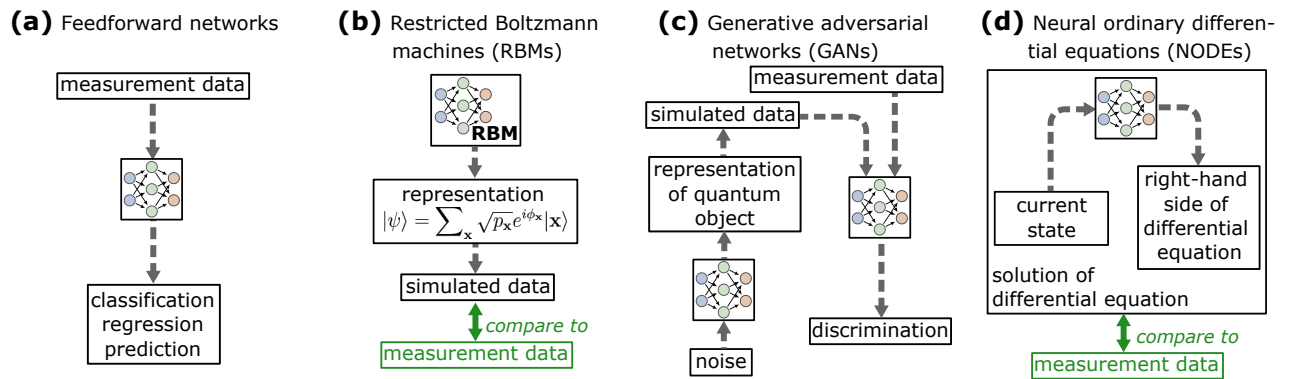 (a) Feedforward networks
measurement data
classification
regression
prediction
(b) Restricted Boltzmann
machines (RBMs)
RBM
representation
|ψ⟩ = ∑ₓ √pₓ e^{iϕₓ}|x⟩
simulated data
compare to
measurement data
(c) Generative adversarial
networks (GANs)
measurement data
simulated data
representation
of quantum
object
noise
discrimination
(d) Neural ordinary differen-
tial equations (NODEs)
current
state
right-hand
side of
differential
equation
solution of
differential equation
compare to
measurement data